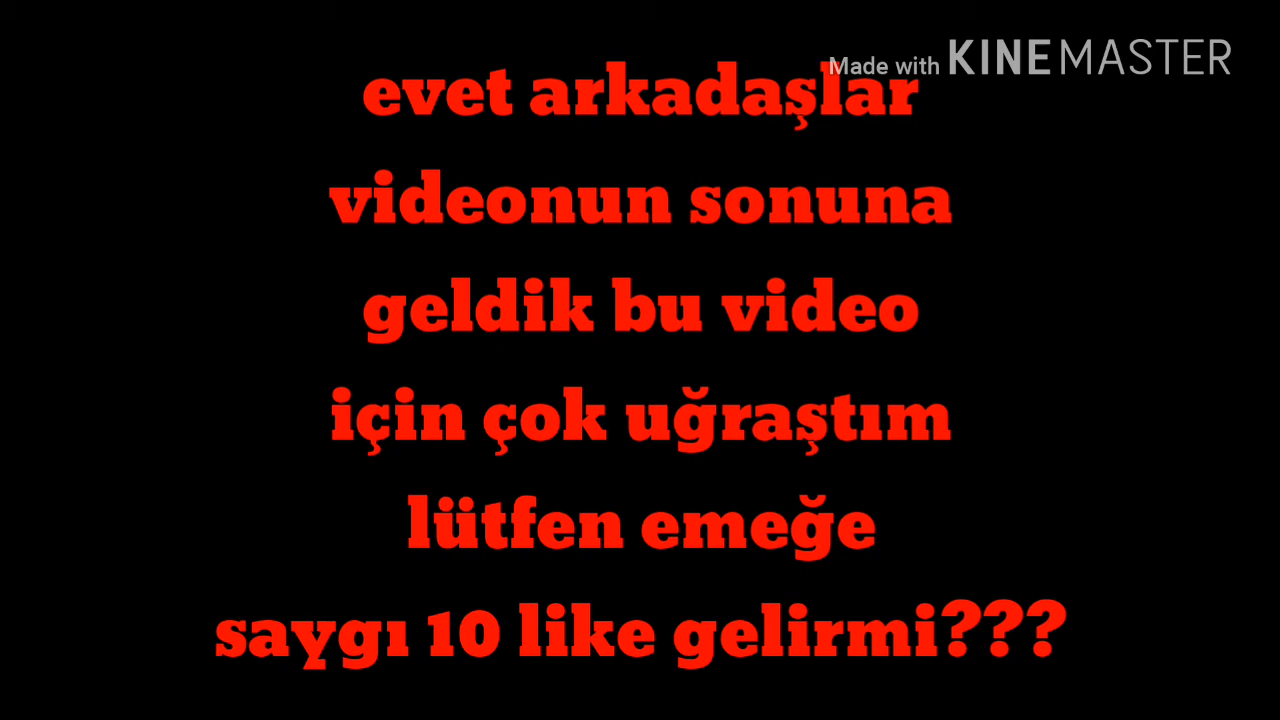 Made with KINEMASTER
evet arkadaşlar
videonun sonuna
geldik bu video
için çok uğraştım
lütfen emeğe
saygı 10 like gelirmi???